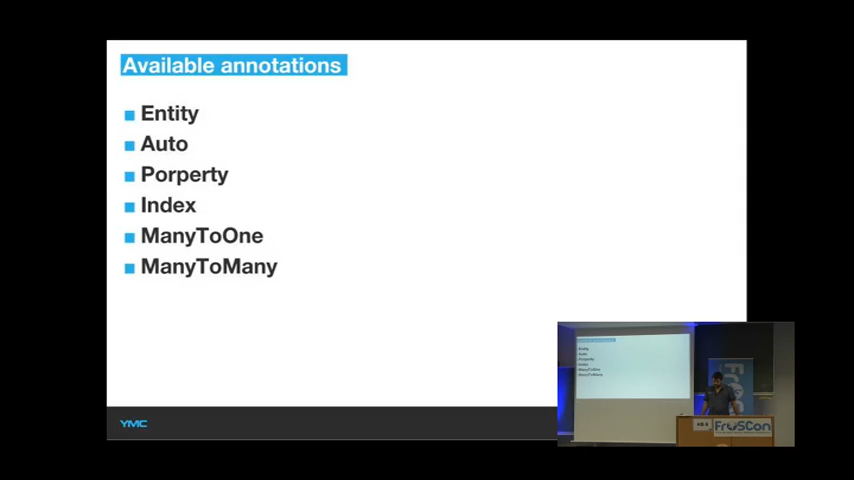 Available annotations
Entity
Auto
Porperty
Index
ManyToOne
ManyToMany
YMC
FrOSCon